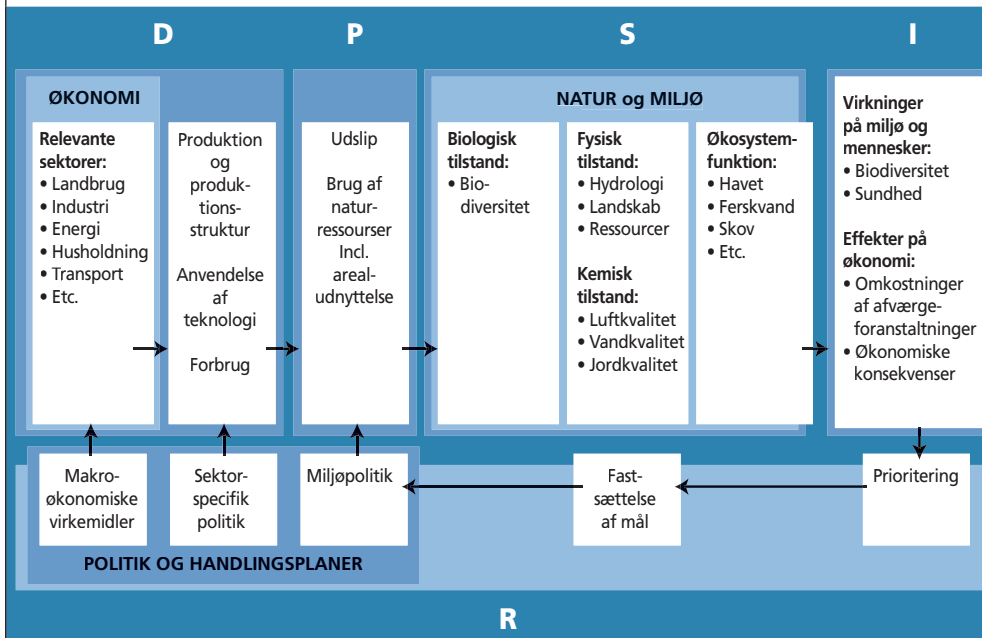 D
P
S
I
ØKONOMI
Relevante
sektorer:
• Landbrug
• Industri
• Energi
• Husholdning
• Transport
• Etc.
Produktion
og
produk-
tions-
struktur
Anvendelse
af
teknologi
Forbrug
Udslip
Brug af
natur-
ressourser
Incl.
areal-
udnyttelse
NATUR og MILJØ
Biologisk
tilstand:
• Bio-
diversitet
Fysisk
tilstand:
• Hydrologi
• Landskab
• Ressourcer
Kemisk
tilstand:
• Luftkvalitet
• Vandkvalitet
• Jordkvalitet
Økosystem-
funktion:
• Havet
• Ferskvand
• Skov
• Etc.
Virkninger
på miljø og
mennesker:
• Biodiversitet
• Sundhed
Effekter på
økonomi:
• Omkostninger
af afværge-
foranstaltninger
• Økonomiske
konsekvenser
Makro-
økonomiske
virkemidler
Sektor-
specifik
politik
Miljøpolitik
Fast-
sættelse
af mål
Prioritering
POLITIK OG HANDLINGSPLANER
R